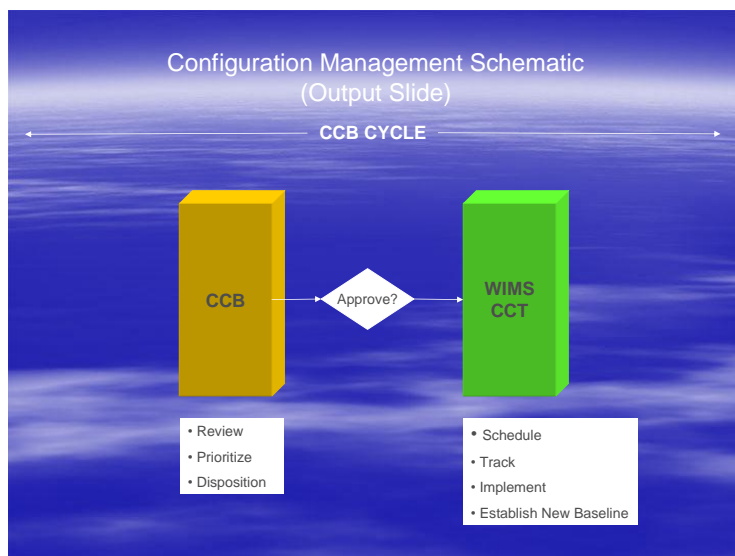 Configuration Management Schematic
(Output Slide)
CCB CYCLE
CCB
Approve?
WIMS
CCT
• Review
• Prioritize
• Disposition
• Schedule
• Track
• Implement
• Establish New Baseline